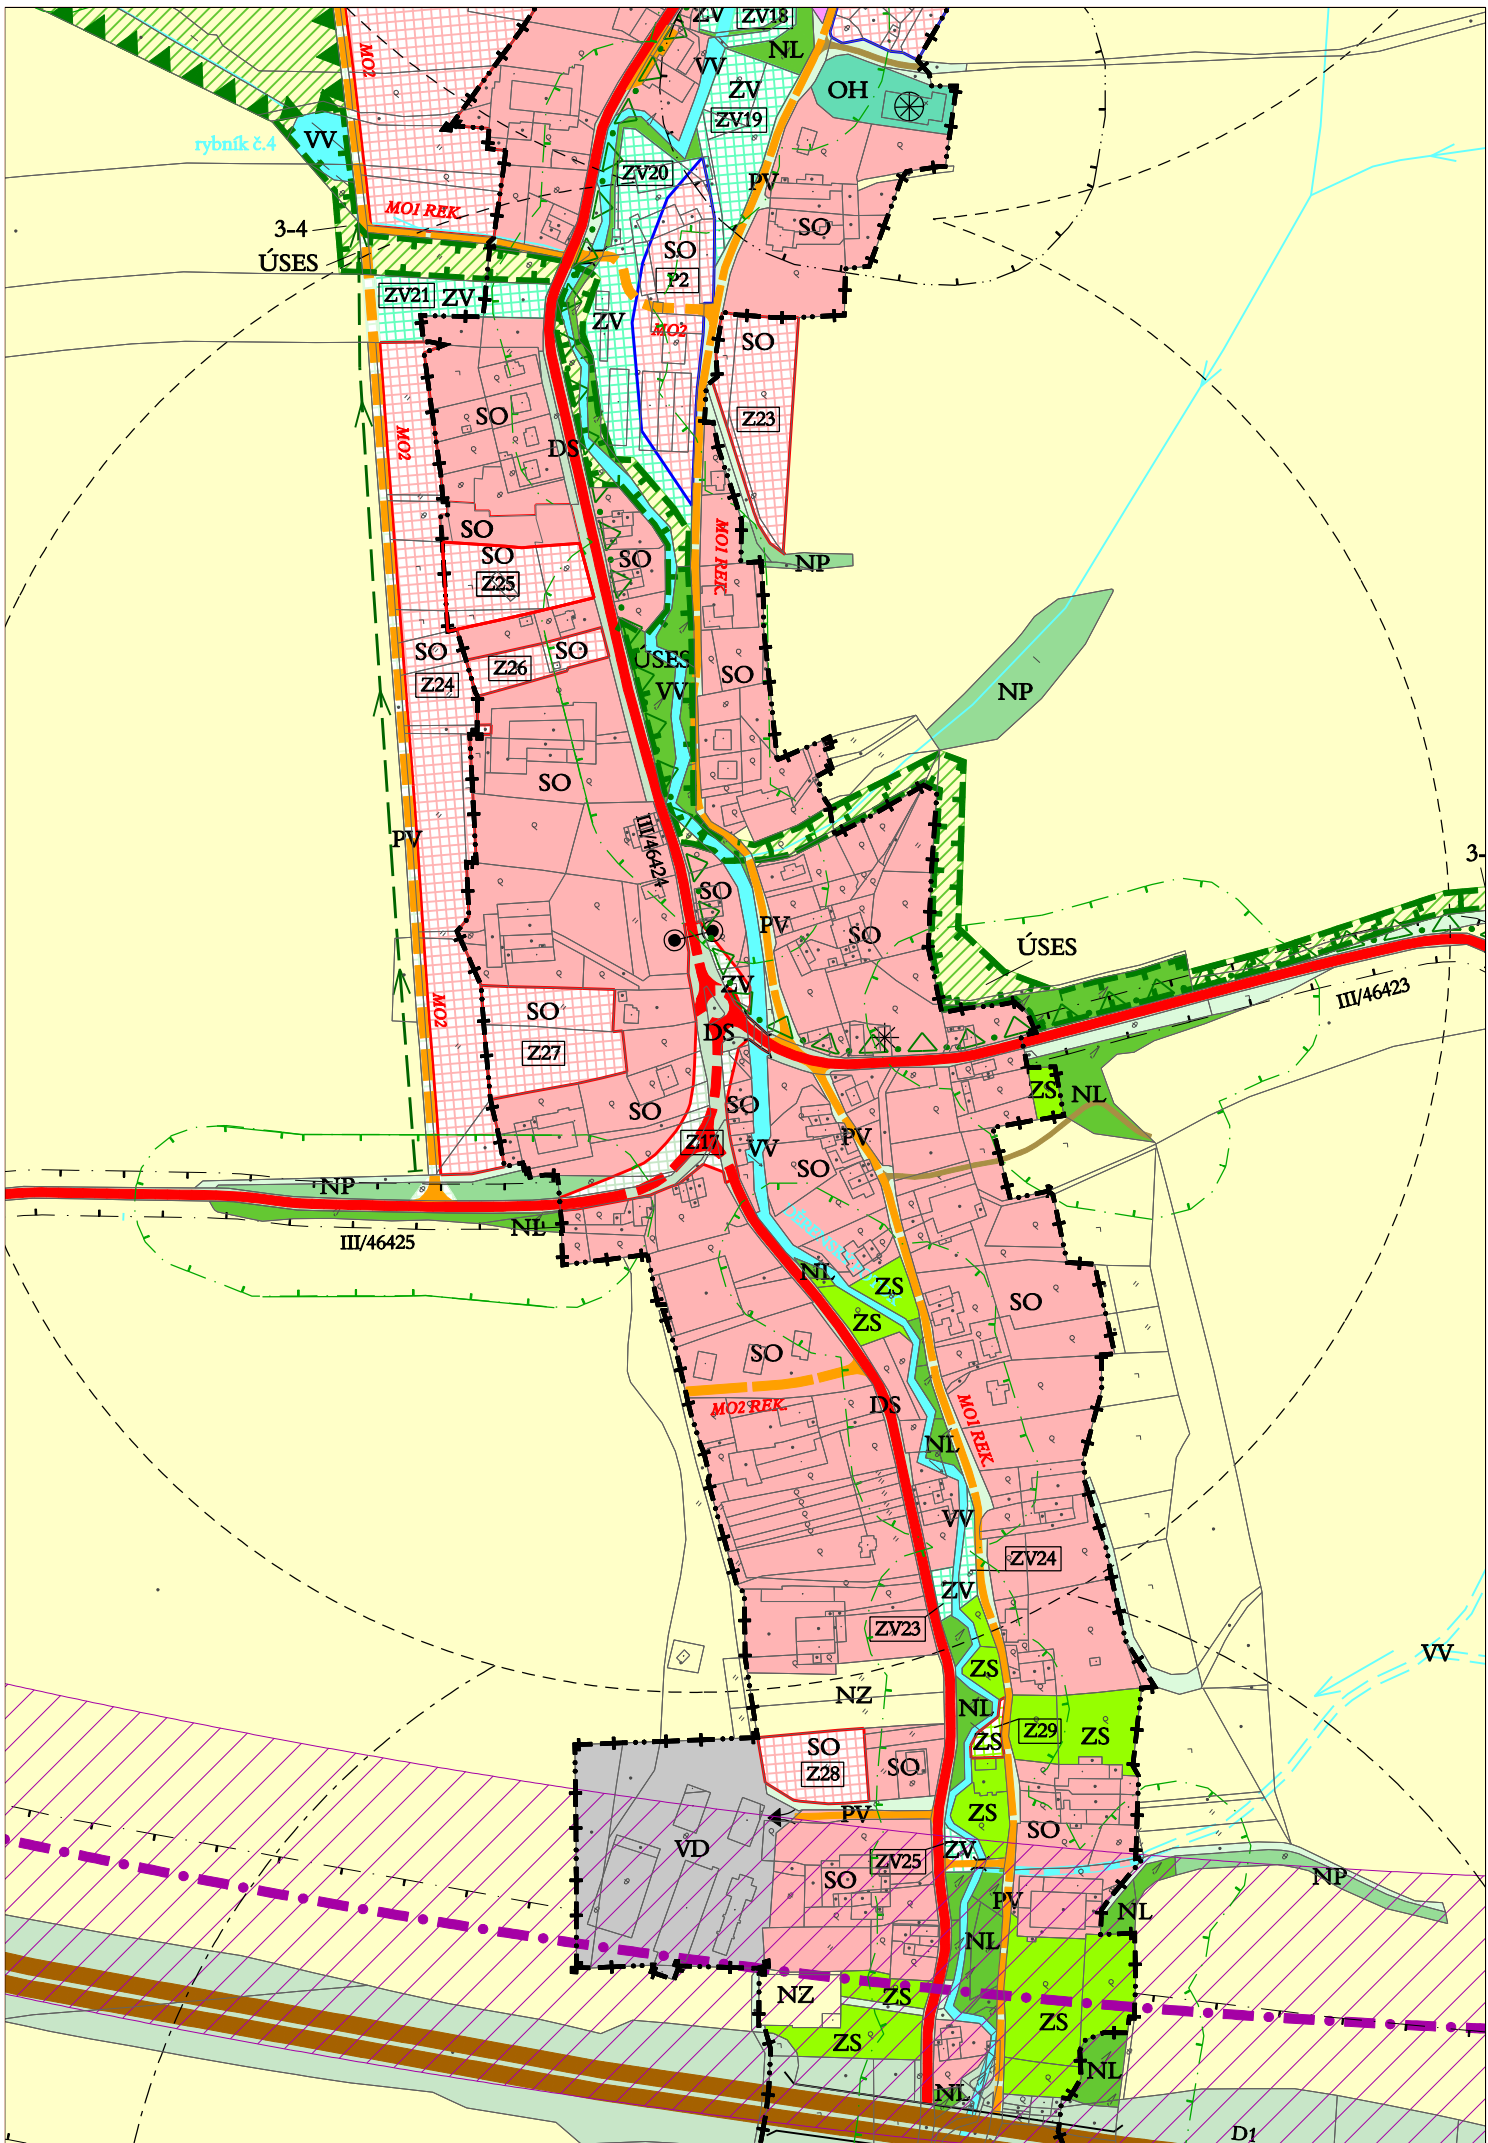 ZV
ZV18
MO2
NL
VV
ZV
OH
ZV19
rybník č.4
VV
ZV20
PV
MO1 REK.
3-4
SO
SO
ÚSES
P2
ZV21
ZV
ZV
MO2
SO
SO
Z23
MO2
DS
SO
SO
SO
NP
Z25
MO1 REK.
SO
SO
ÚSES
Z26
SO
Z24
VV
NP
SO
PV
III/46424
3-
SO
PV
SO
ÚSES
ZV
III/46423
MO2
SO
DS
Z27
ZS
NL
SO
SO
Z17
VV
PV
SO
NP
NL
III/46425
NL
ZS
SO
ZS
SO
DS
MO2 REK.
MO1 REK.
NL
VV
ZV24
ZV
ZV23
VV
ZS
NZ
NL
Z29
ZS
ZS
SO
SO
Z28
ZS
PV
SO
VD
ZV
ZV25
SO
NP
PV
NL
NL
NZ
ZS
ZS
ZS
NL
NL
D1